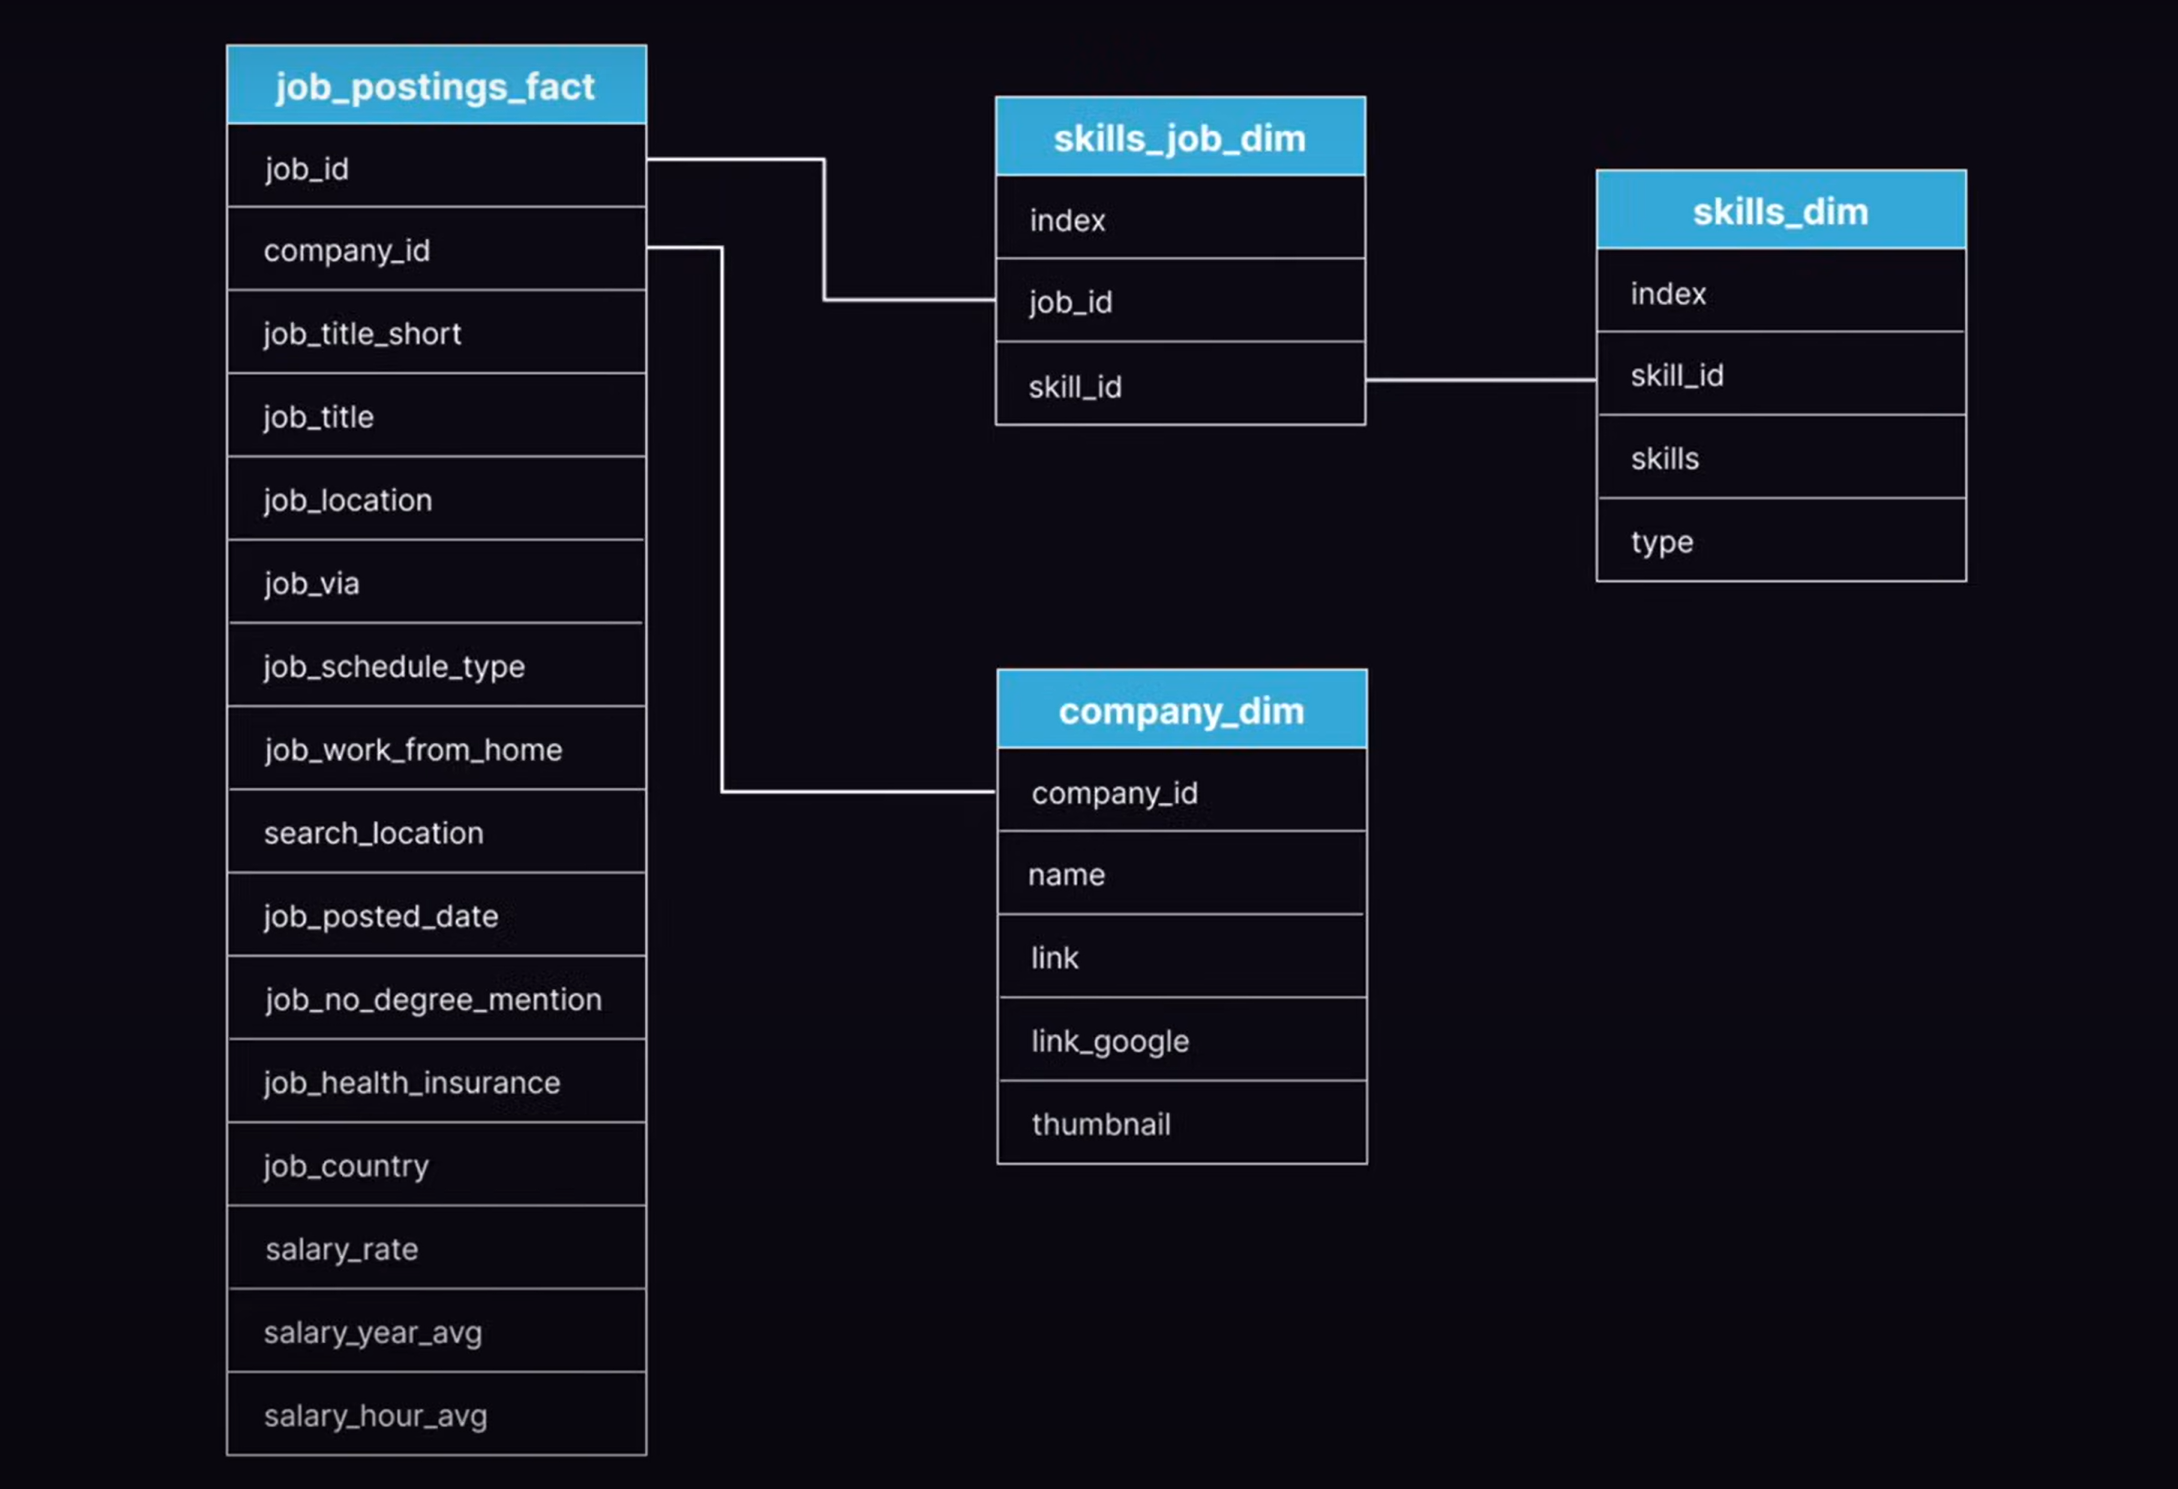 job_postings_fact
job_id
company_id
job_title_short
job_title
job_location
job_via
job_schedule_type
job_work_from_home
search_location
job_posted_date
job_no_degree_mention
job_health_insurance
job_country
salary_rate
salary_year_avg
salary_hour_avg
skills_job_dim
index
job_id
skill_id
skills_dim
index
skill_id
skills
type
company_dim
company_id
name
link
link_google
thumbnail